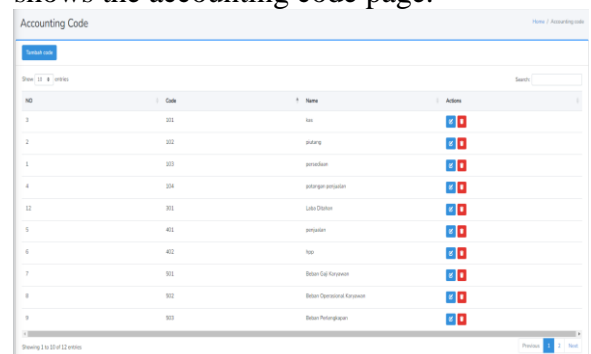 shows the accounting code page.
Accounting Code
Home / Accounting code
Tambah code
Show 10 entries
Search:
NO Code Name Actions
3 101 kas
2 102 piutang
1 103 persediaan
4 104 potongan penjualan
12 301 Laba Ditahan
5 401 penjualan
6 402 hpp
7 501 Beban Gaji Karyawan
8 502 Beban Operasional Karyawan
9 503 Beban Perlengkapan
Showing 1 to 10 of 12 entries
Previous 1 2 Next